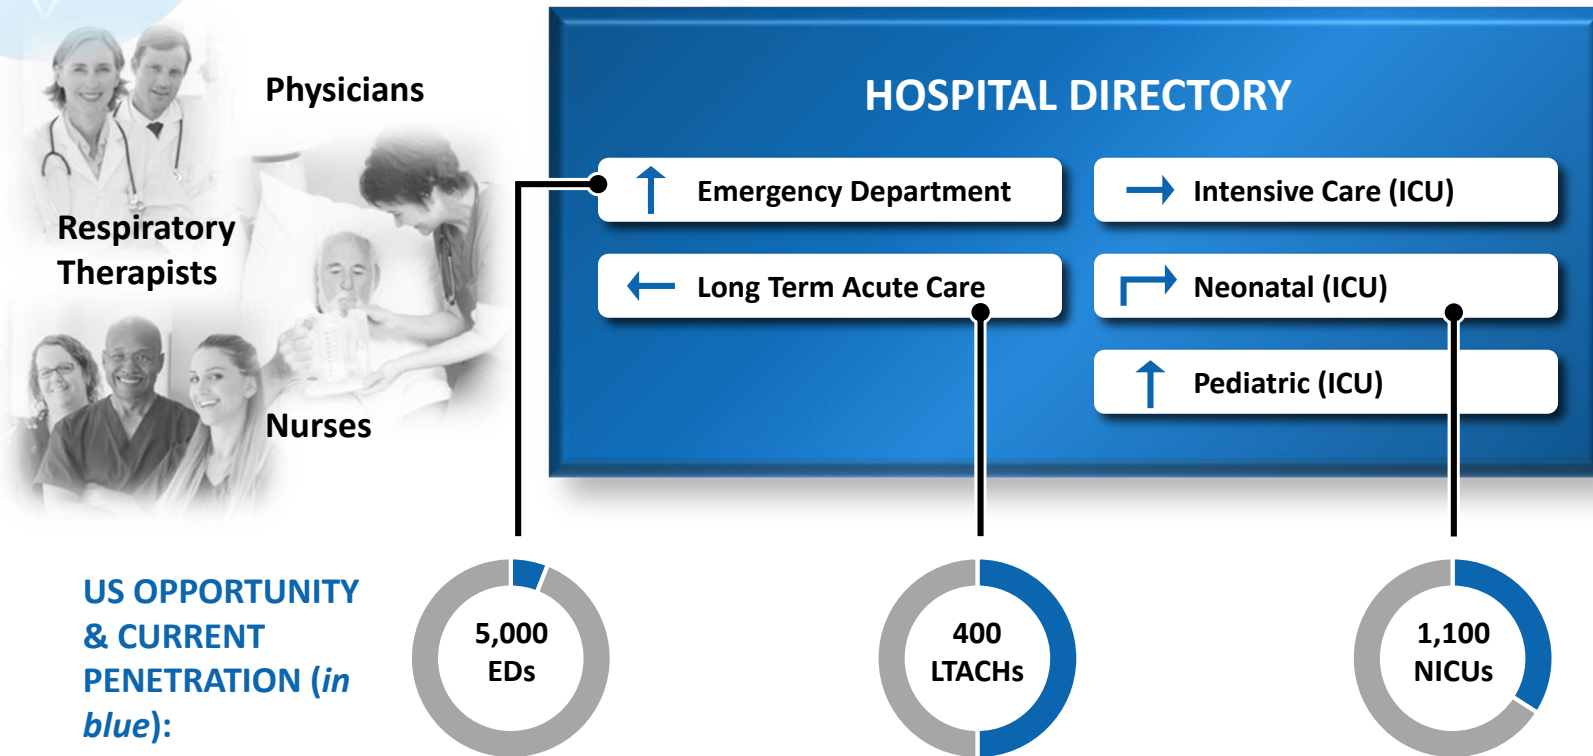 Physicians
Respiratory
Therapists
Nurses
HOSPITAL DIRECTORY
Emergency Department
Intensive Care (ICU)
Long Term Acute Care
Neonatal (ICU)
Pediatric (ICU)
US OPPORTUNITY
& CURRENT
PENETRATION (in
blue):
5,000
EDs
400
LTACHs
1,100
NICUs